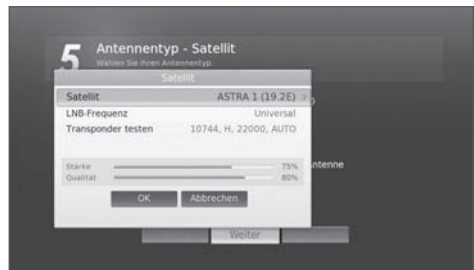 5 Antennentyp - Satellit
Wählen Sie Ihren Antennentyp.
Satellit
Satellit ASTRA 1 (19.2E)
LNB-Frequenz Universal
Transponder testen 10744, H, 22000, AUTO
Stärke 75%
Qualität 80%
ntenne
OK Abbrechen
Weiter